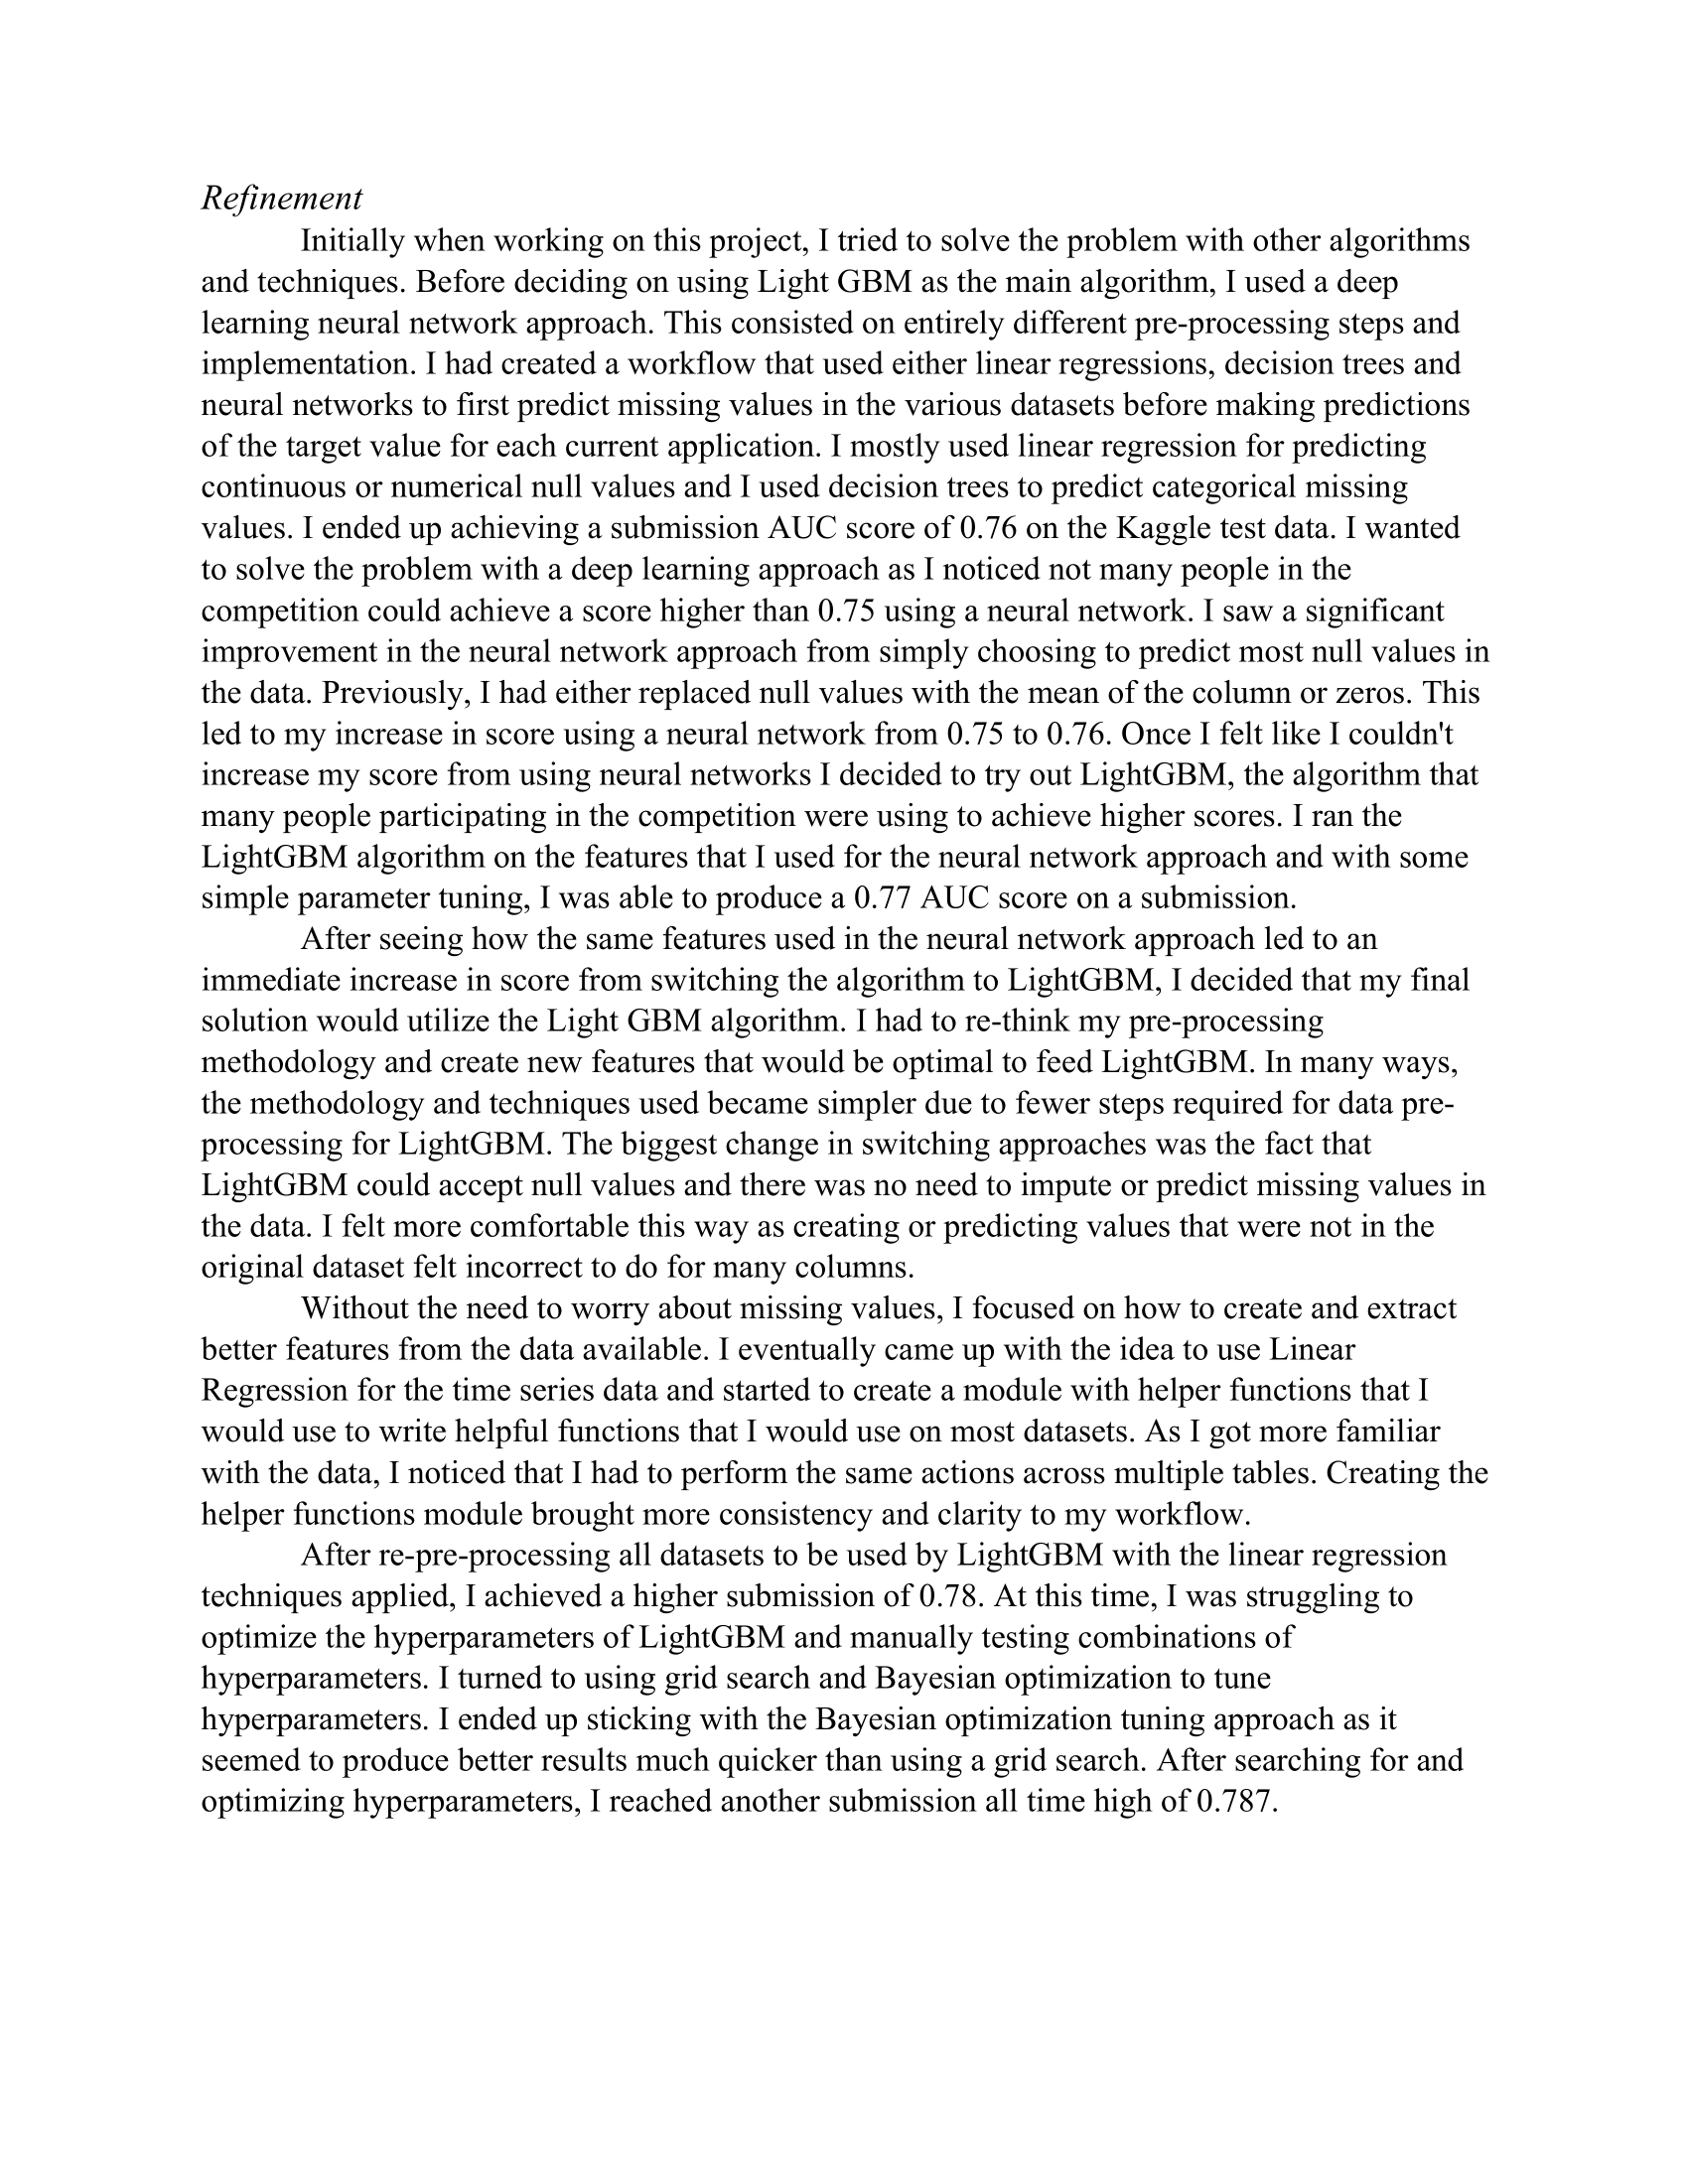 Refinement
Initially when working on this project, I tried to solve the problem with other algorithms
and techniques. Before deciding on using Light GBM as the main algorithm, I used a deep
learning neural network approach. This consisted on entirely different pre-processing steps and
implementation. I had created a workflow that used either linear regressions, decision trees and
neural networks to first predict missing values in the various datasets before making predictions
of the target value for each current application. I mostly used linear regression for predicting
continuous or numerical null values and I used decision trees to predict categorical missing
values. I ended up achieving a submission AUC score of 0.76 on the Kaggle test data. I wanted
to solve the problem with a deep learning approach as I noticed not many people in the
competition could achieve a score higher than 0.75 using a neural network. I saw a significant
improvement in the neural network approach from simply choosing to predict most null values in
the data. Previously, I had either replaced null values with the mean of the column or zeros. This
led to my increase in score using a neural network from 0.75 to 0.76. Once I felt like I couldn't
increase my score from using neural networks I decided to try out LightGBM, the algorithm that
many people participating in the competition were using to achieve higher scores. I ran the
LightGBM algorithm on the features that I used for the neural network approach and with some
simple parameter tuning, I was able to produce a 0.77 AUC score on a submission.
After seeing how the same features used in the neural network approach led to an
immediate increase in score from switching the algorithm to LightGBM, I decided that my final
solution would utilize the Light GBM algorithm. I had to re-think my pre-processing
methodology and create new features that would be optimal to feed LightGBM. In many ways,
the methodology and techniques used became simpler due to fewer steps required for data pre-
processing for LightGBM. The biggest change in switching approaches was the fact that
LightGBM could accept null values and there was no need to impute or predict missing values in
the data. I felt more comfortable this way as creating or predicting values that were not in the
original dataset felt incorrect to do for many columns.
Without the need to worry about missing values, I focused on how to create and extract
better features from the data available. I eventually came up with the idea to use Linear
Regression for the time series data and started to create a module with helper functions that I
would use to write helpful functions that I would use on most datasets. As I got more familiar
with the data, I noticed that I had to perform the same actions across multiple tables. Creating the
helper functions module brought more consistency and clarity to my workflow.
After re-pre-processing all datasets to be used by LightGBM with the linear regression
techniques applied, I achieved a higher submission of 0.78. At this time, I was struggling to
optimize the hyperparameters of LightGBM and manually testing combinations of
hyperparameters. I turned to using grid search and Bayesian optimization to tune
hyperparameters. I ended up sticking with the Bayesian optimization tuning approach as it
seemed to produce better results much quicker than using a grid search. After searching for and
optimizing hyperparameters, I reached another submission all time high of 0.787.